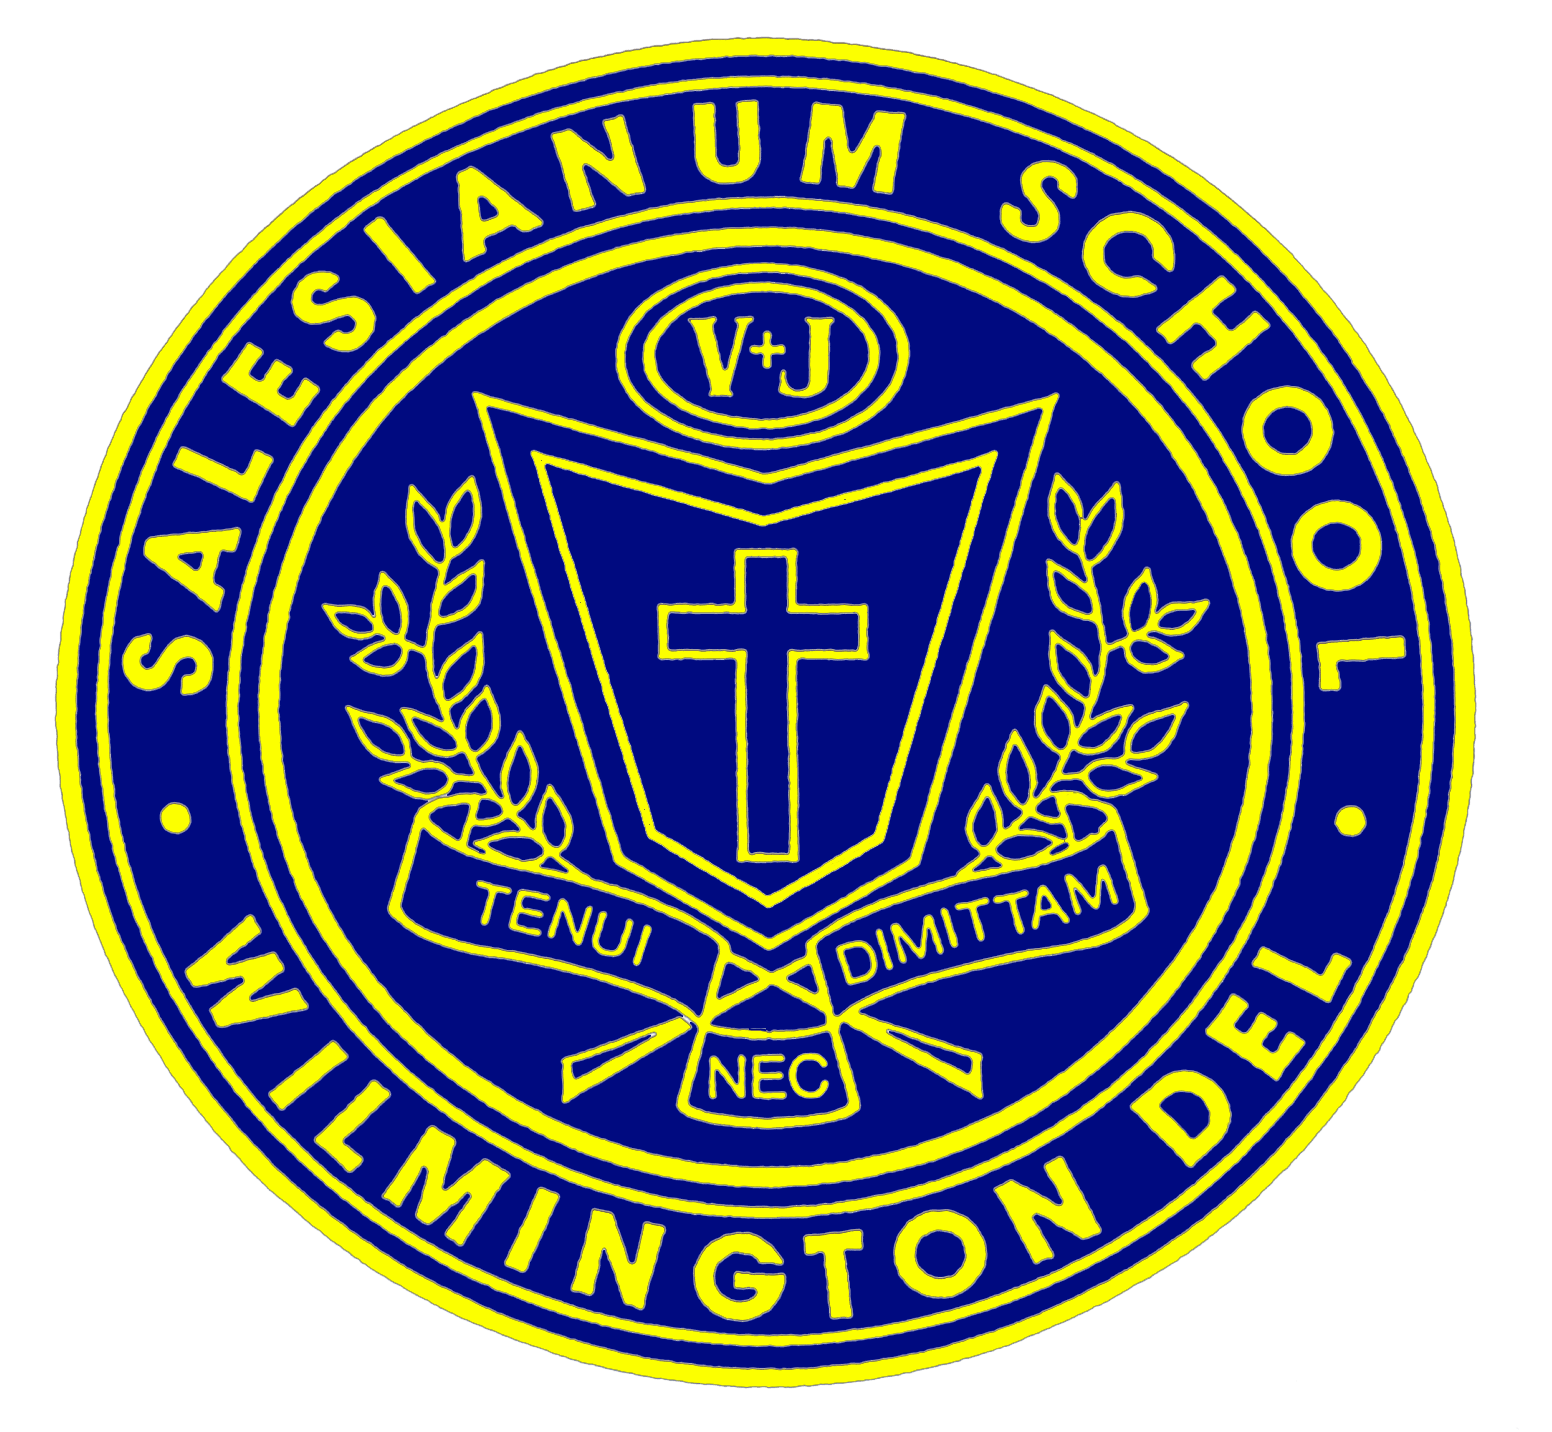 SALESIANUM SCHOOL
V+J
TENUI
NEC
DIMITTAM
WILMINGTON DEL